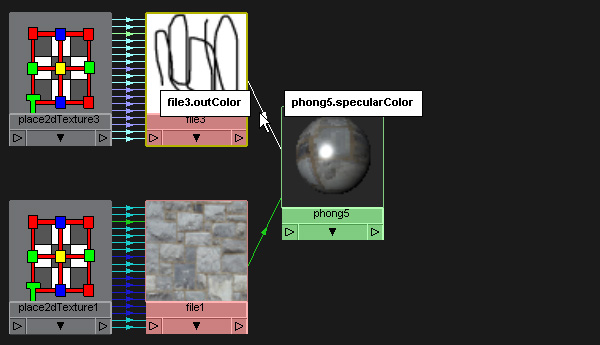 file3.outColor
phong5.specularColor
place2dTexture3
file3
phong5
place2dTexture1
file1